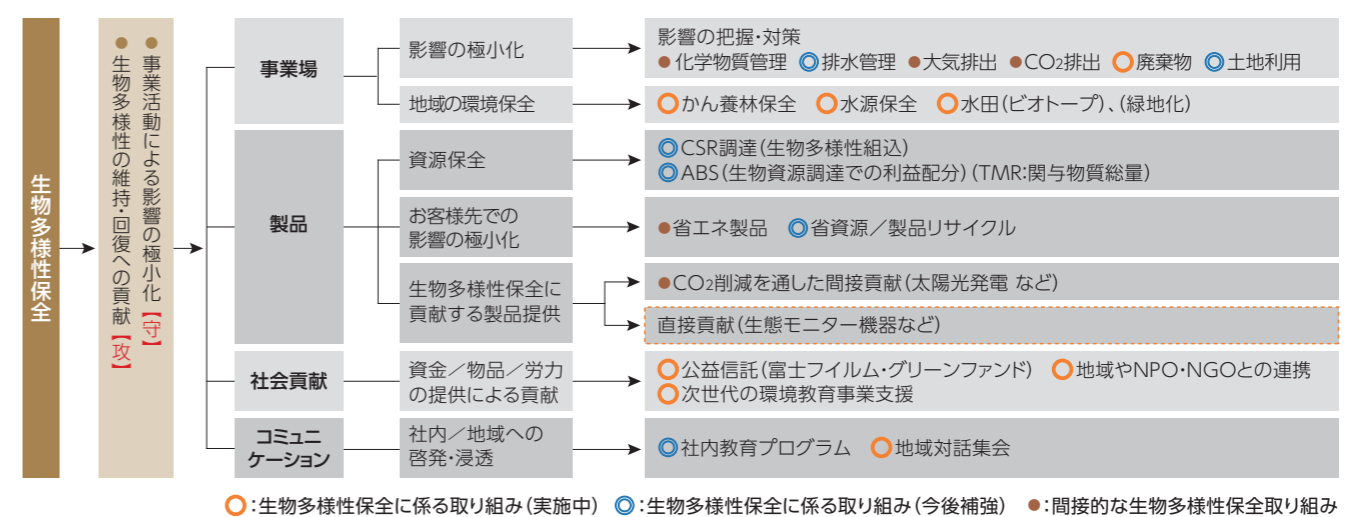 生物多様性保全
●事業活動による影響の極小化【守】
●生物多様性の維持・回復への貢献【攻】
事業場
影響の極小化
影響の把握・対策
●化学物質管理 ◎排水管理 ●大気排出 ●CO2排出 ○廃棄物 ◎土地利用
地域の環境保全
○かん養林保全 ○水源保全 ○水田(ビオトープ)、(緑地化)
製品
資源保全
◎CSR調達(生物多様性組込)
◎ABS(生物資源調達での利益配分)(TMR:関与物質総量)
お客様先での
影響の極小化
●省エネ製品 ◎省資源/製品リサイクル
生物多様性保全に
貢献する製品提供
●CO2削減を通した間接貢献(太陽光発電 など)
直接貢献(生態モニター機器など)
社会貢献
資金/物品/労力
の提供による貢献
○公益信託(富士フイルム・グリーンファンド) ○地域やNPO・NGOとの連携
○次世代の環境教育事業支援
コミュニ
ケーション
社内/地域への
啓発・浸透
◎社内教育プログラム ○地域対話集会
○:生物多様性保全に係る取り組み(実施中) ◎:生物多様性保全に係る取り組み(今後補強) ●:間接的な生物多様性保全取り組み